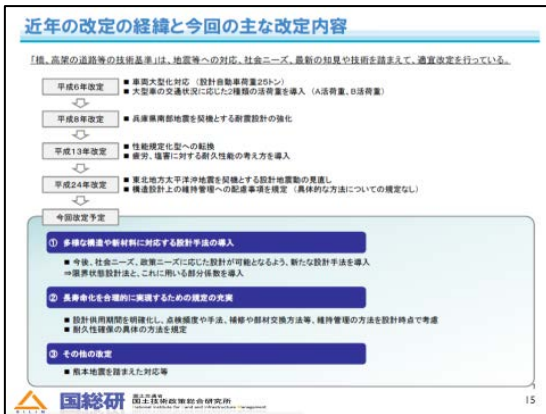 近年の改定の経緯と今回の主な改定内容
「橋、高架の道路等の技術基準」は、地震等への対応、社会ニーズ、最新の知見や技術を踏まえて、適宜改定を行っている。
平成6年改定
■ 車両大型化対応 (設計自動車荷重25トン)
■ 大型車の交通状況に応じた2種類の活荷重を導入 (A活荷重、B活荷重)
平成8年改定
■ 兵庫県南部地震を契機とする耐震設計の強化
平成13年改定
■ 性能規定化型への転換
■ 疲労、塩害に対する耐久性能の考え方を導入
平成24年改定
■ 東北地方太平洋沖地震を契機とする設計地震動の見直し
■ 構造設計上の維持管理への配慮事項を規定 (具体的な方法についての規定なし)
今回改定予定
① 多様な構造や新材料に対応する設計手法の導入
■ 今後、社会ニーズ、政策ニーズに応じた設計が可能となるよう、新たな設計手法を導入
⇒限界状態設計法と、これに用いる部分係数を導入
② 長寿命化を合理的に実現するための規定の充実
■ 設計供用期間を明確化し、点検頻度や手法、補修や部材交換方法等、維持管理の方法を設計時点で考慮
■ 耐久性確保の具体の方法を規定
③ その他の改定
■ 熊本地震を踏まえた対応等
国総研
国土交通省
国土技術政策総合研究所
National Institute for Land and Infrastructure Management
15